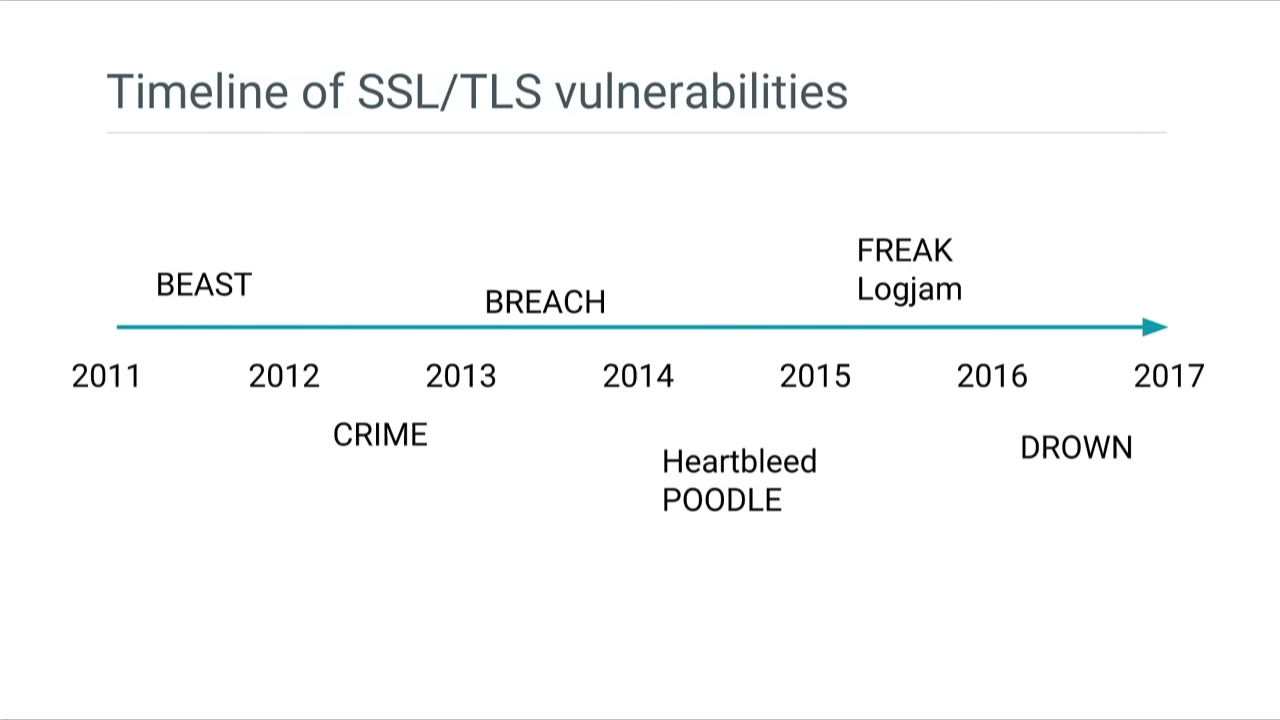 Timeline of SSL/TLS vulnerabilities
FREAK
Logjam
BEAST
BREACH
2011 2012 2013 2014 2015 2016 2017
CRIME
DROWN
Heartbleed
POODLE